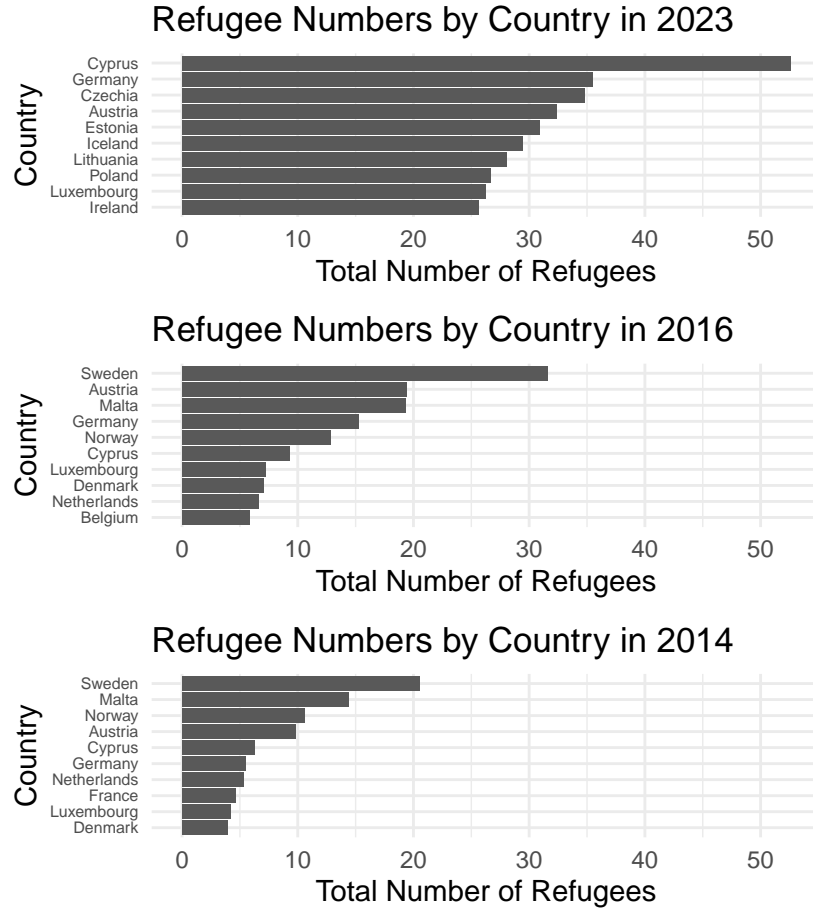 Refugee Numbers by Country in 2023
Country
Cyprus
Germany
Czechia
Austria
Estonia
Iceland
Lithuania
Poland
Luxembourg
Ireland
0 10 20 30 40 50
Total Number of Refugees
Refugee Numbers by Country in 2016
Country
Sweden
Austria
Malta
Germany
Norway
Cyprus
Luxembourg
Denmark
Netherlands
Belgium
0 10 20 30 40 50
Total Number of Refugees
Refugee Numbers by Country in 2014
Country
Sweden
Malta
Norway
Austria
Cyprus
Germany
Netherlands
France
Luxembourg
Denmark
0 10 20 30 40 50
Total Number of Refugees